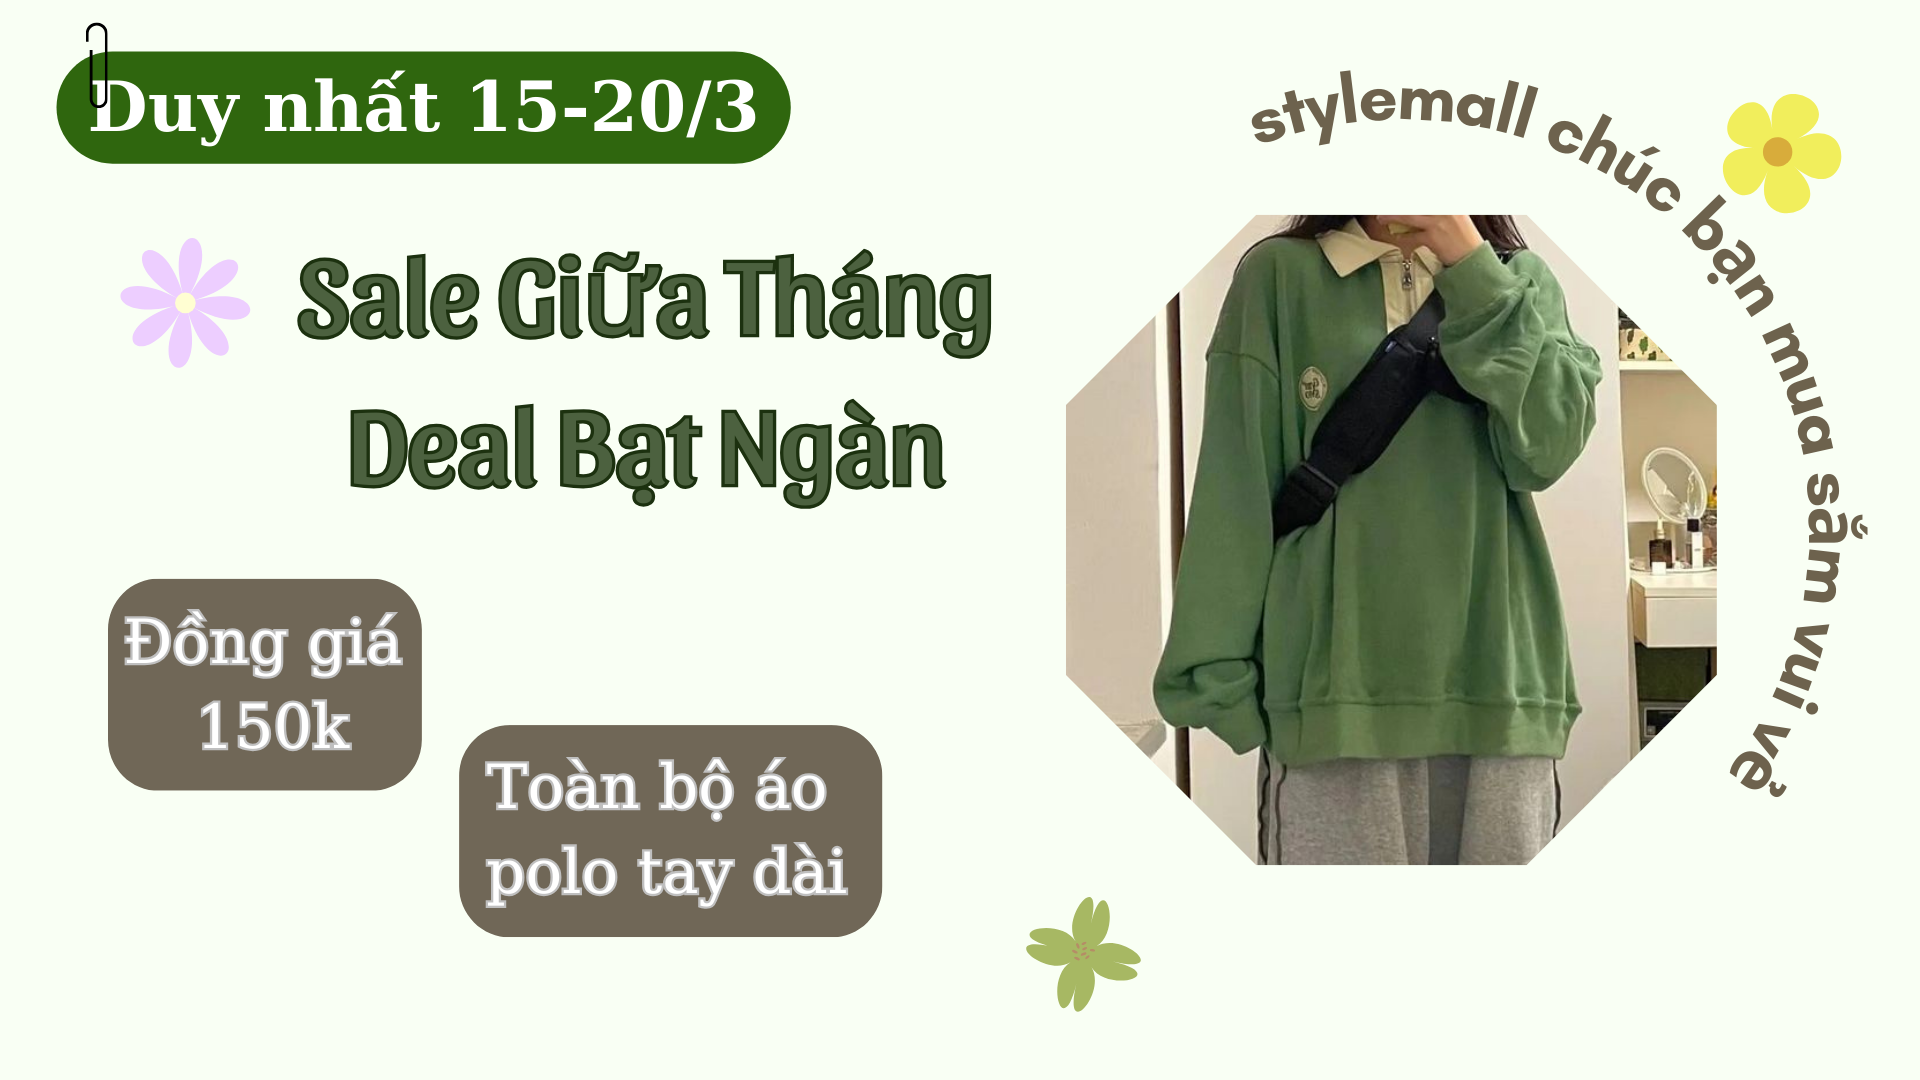 Duy nhất 15-20/3
Sale Giữa Tháng
Deal Bạt Ngàn
Đồng giá
150k
Toàn bộ áo
polo tay dài
stylemall chúc bạn mua sắm vui vẻ